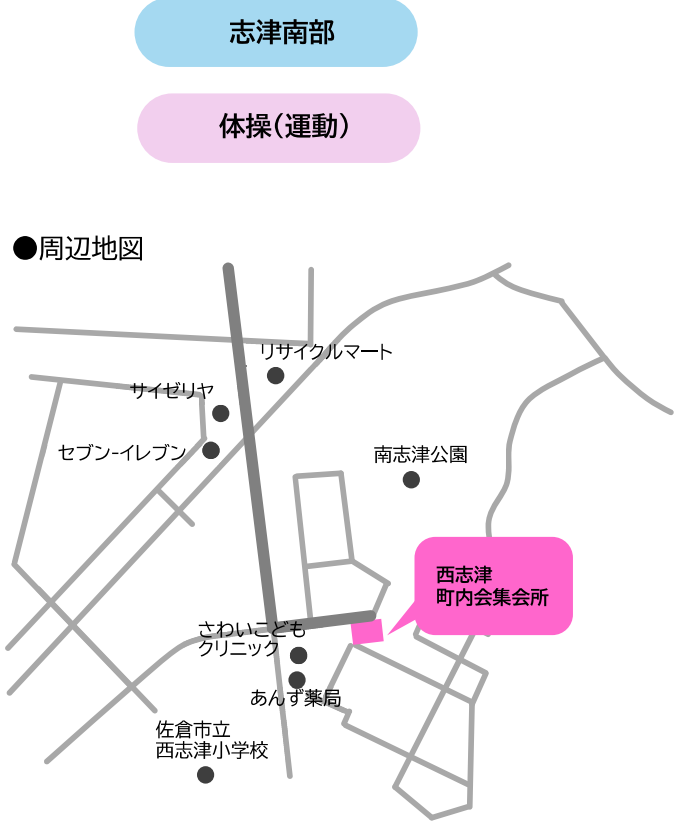 志津南部
体操(運動)
●周辺地図
リサイクルマート
サイゼリヤ
セブン-イレブン
南志津公園
西志津
町内会集会所
さわいこども
クリニック
あんず薬局
佐倉市立
西志津小学校